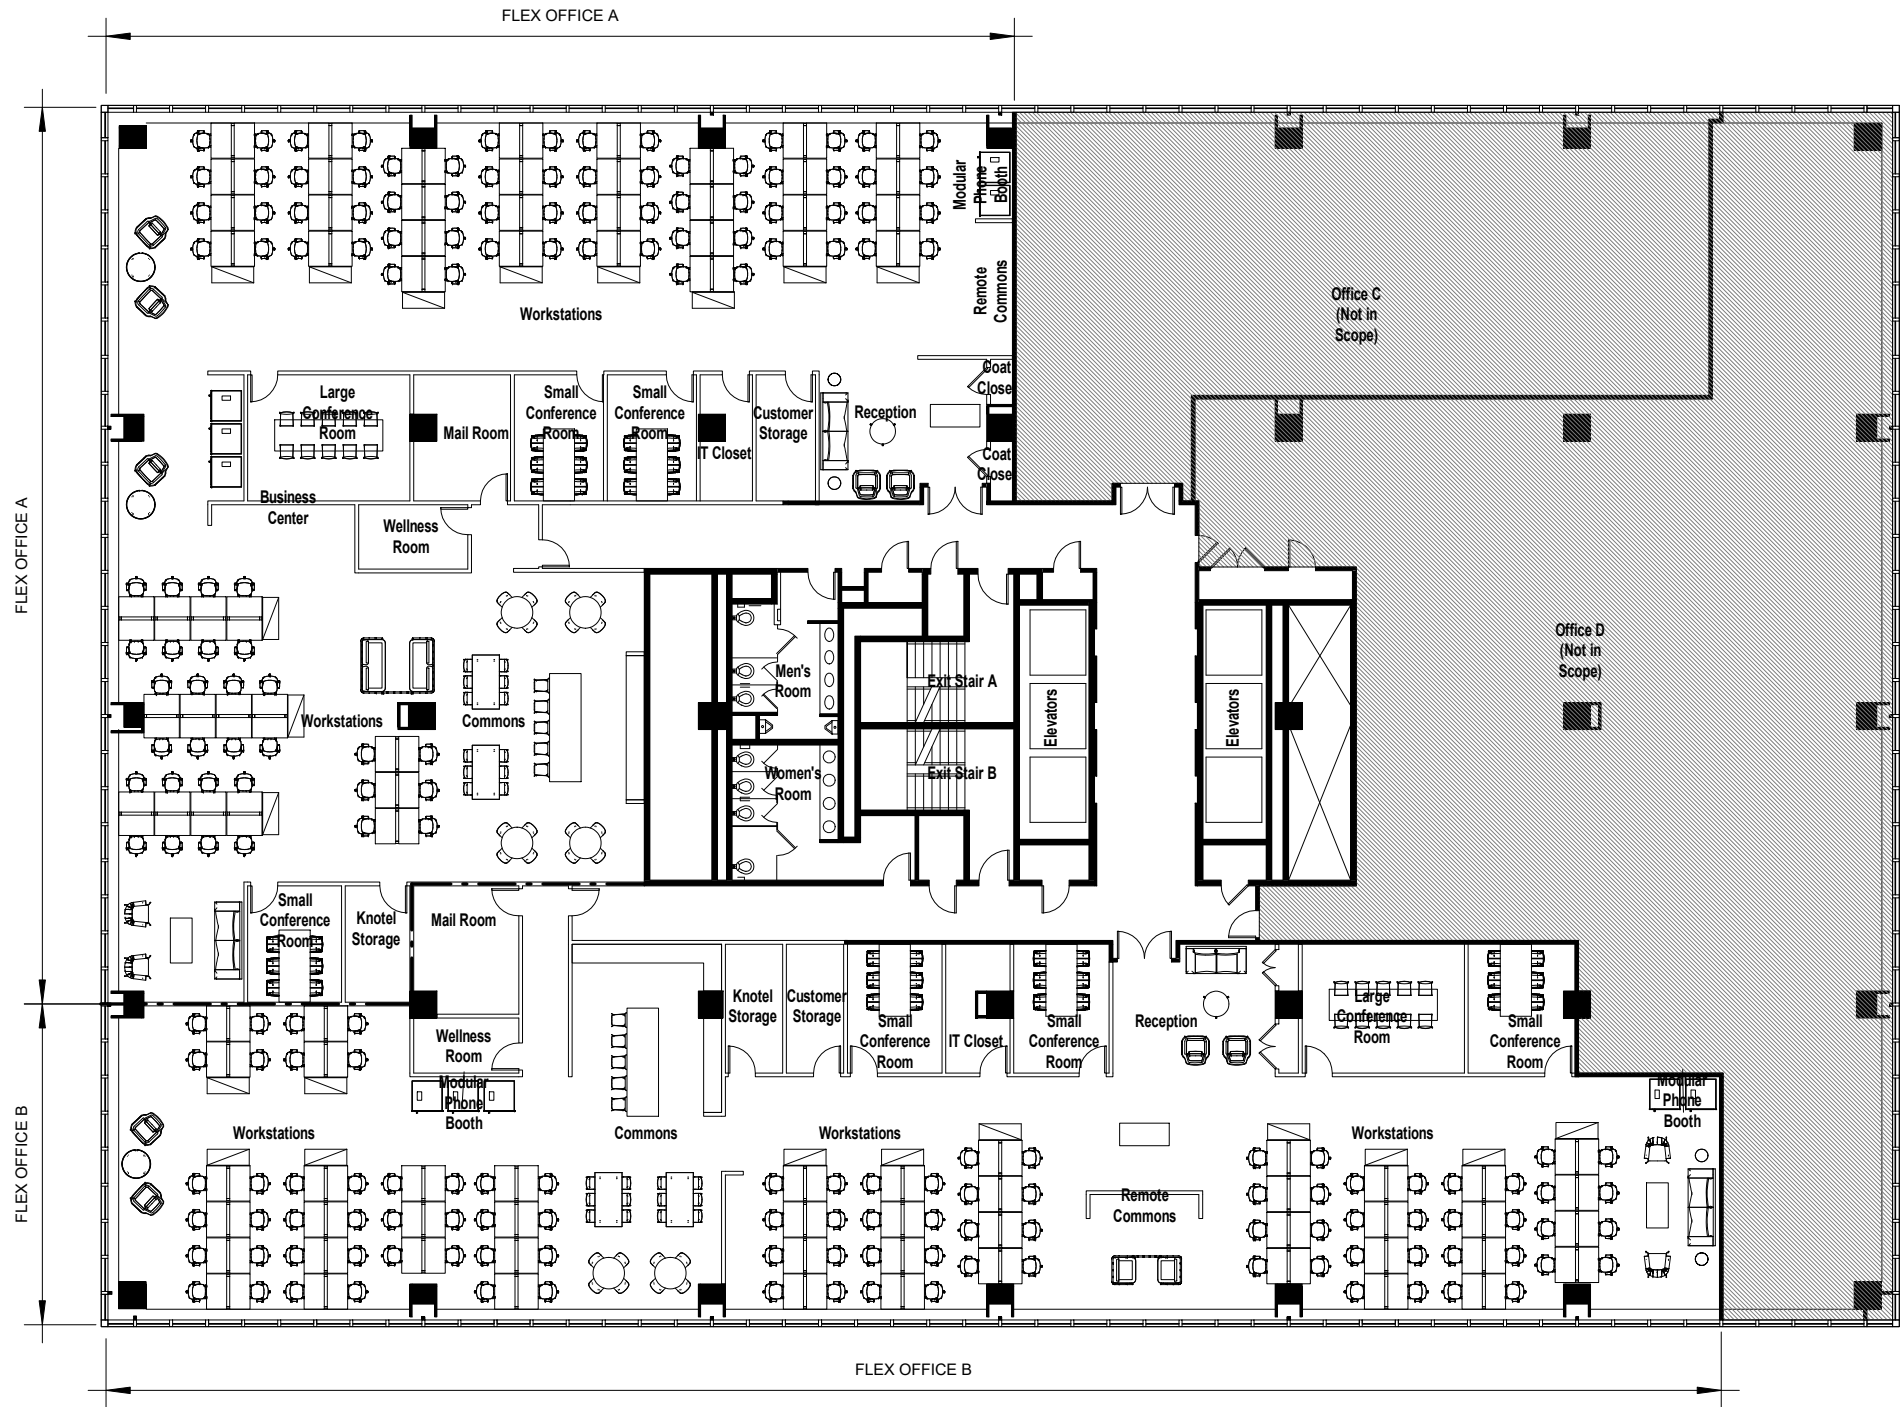 FLEX OFFICE A
FLEX OFFICE A
FLEX OFFICE B
FLEX OFFICE B
Modular
Phone
Booth
Remote
Commons
Workstations
Office C
(Not in
Scope)
Large
Conference
Room
Mail Room
Small
Conference
Room
Small
Conference
Room
IT Closet
Customer
Storage
Reception
Coat
Close
Coat
Close
Business
Center
Wellness
Room
Workstations
Commons
Men's
Room
Women's
Room
Exit Stair A
Exit Stair B
Elevators
Elevators
Office D
(Not in
Scope)
Small
Conference
Room
Knotel
Storage
Mail Room
Wellness
Room
Modular
Phone
Booth
Workstations
Commons
Knotel
Storage
Customer
Storage
Small
Conference
Room
IT Closet
Small
Conference
Room
Reception
Large
Conference
Room
Small
Conference
Room
Modular
Phone
Booth
Workstations
Workstations
Remote
Commons